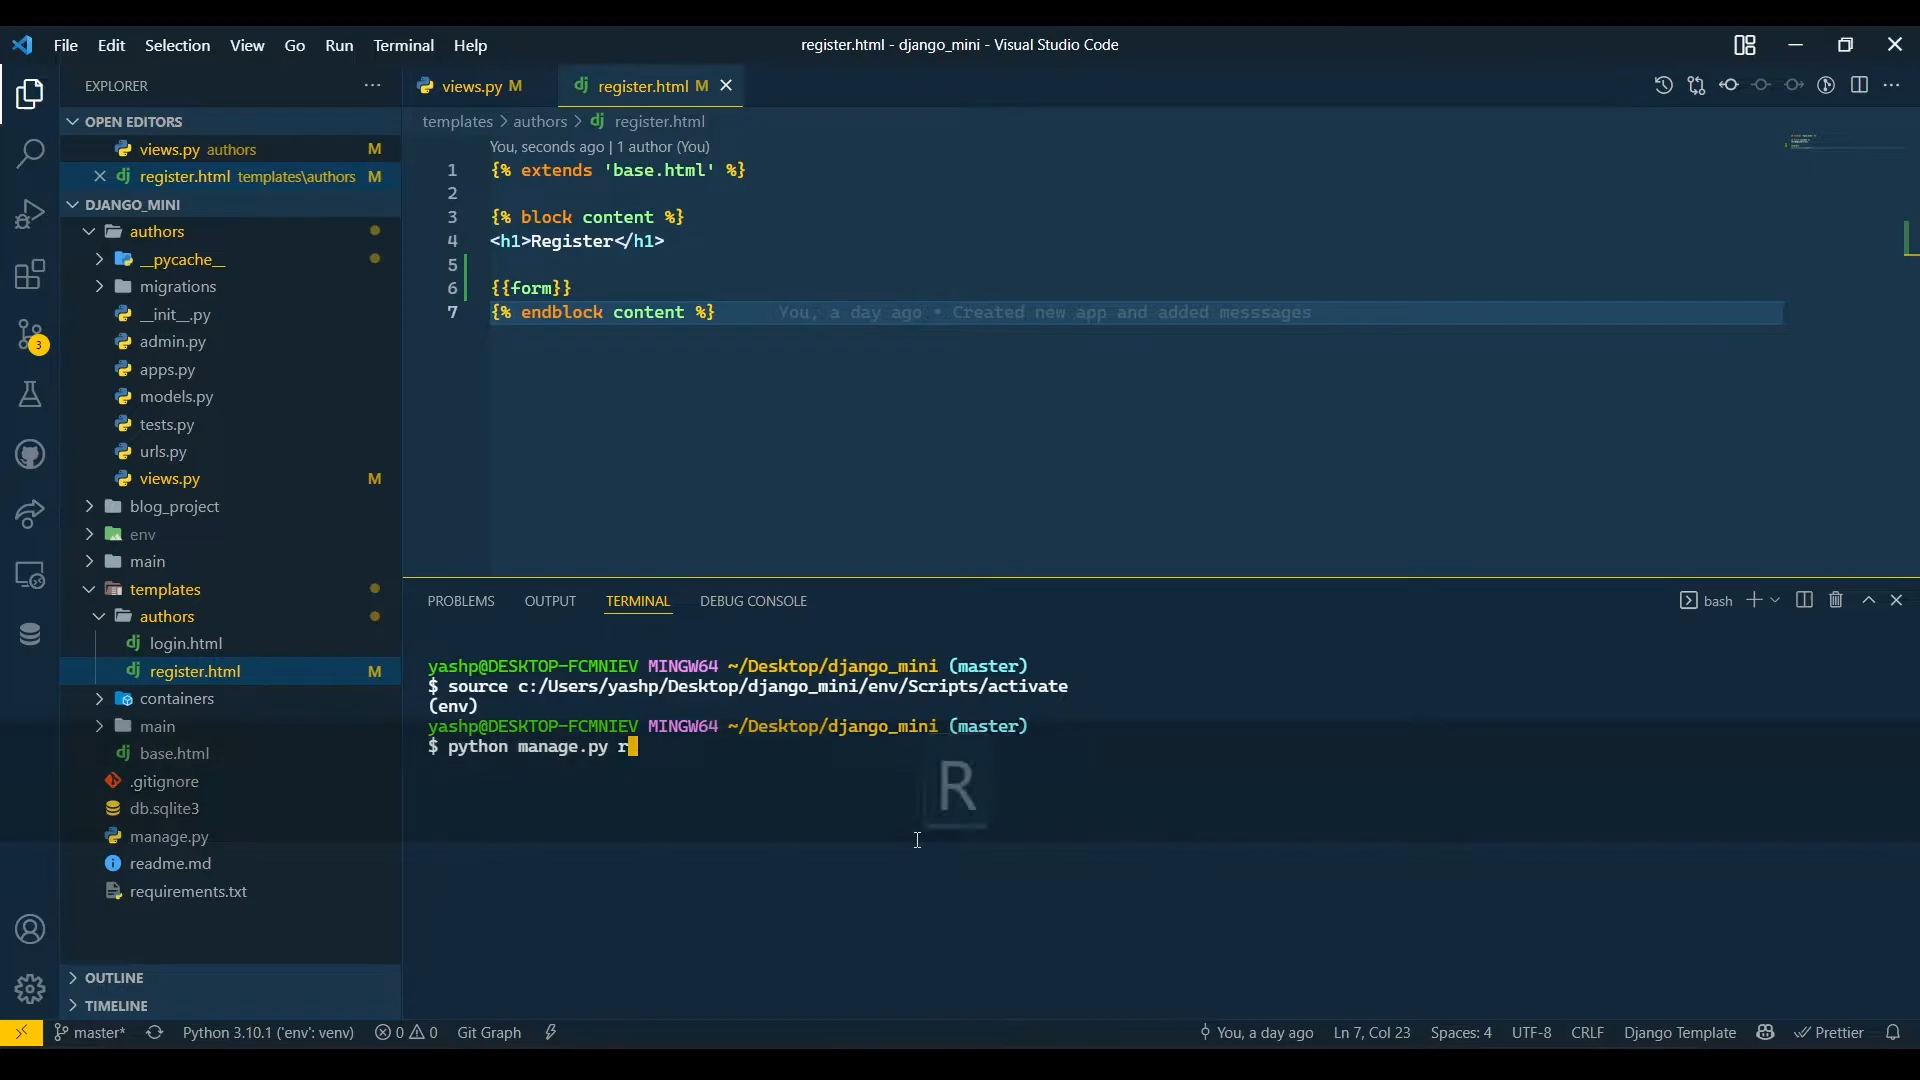 File Edit Selection View Go Run Terminal Help
register.html - django_mini - Visual Studio Code
EXPLORER
OPEN EDITORS
views.py authors M
register.html templates\authors M
DJANGO_MINI
authors
__pycache__
migrations
__init__.py
admin.py
apps.py
models.py
tests.py
urls.py
views.py M
blog_project
env
main
templates
authors
login.html
register.html M
containers
main
base.html
.gitignore
db.sqlite3
manage.py
readme.md
requirements.txt
OUTLINE
TIMELINE
3
views.py M
register.html M
templates > authors > register.html
You, seconds ago | 1 author (You)
1 {% extends 'base.html' %}
2
3 {% block content %}
4 <h1>Register</h1>
5
6 {{form}}
7 {% endblock content %} You, a day ago • Created new app and added messsages
PROBLEMS OUTPUT TERMINAL DEBUG CONSOLE
bash
yashp@DESKTOP-FCMNIEV MINGW64 ~/Desktop/django_mini (master)
$ source c:/Users/yashp/Desktop/django_mini/env/Scripts/activate
(env)
yashp@DESKTOP-FCMNIEV MINGW64 ~/Desktop/django_mini (master)
$ python manage.py r
R
master* Python 3.10.1 ('env': venv) 0 0 Git Graph You, a day ago Ln 7, Col 23 Spaces: 4 UTF-8 CRLF Django Template Prettier